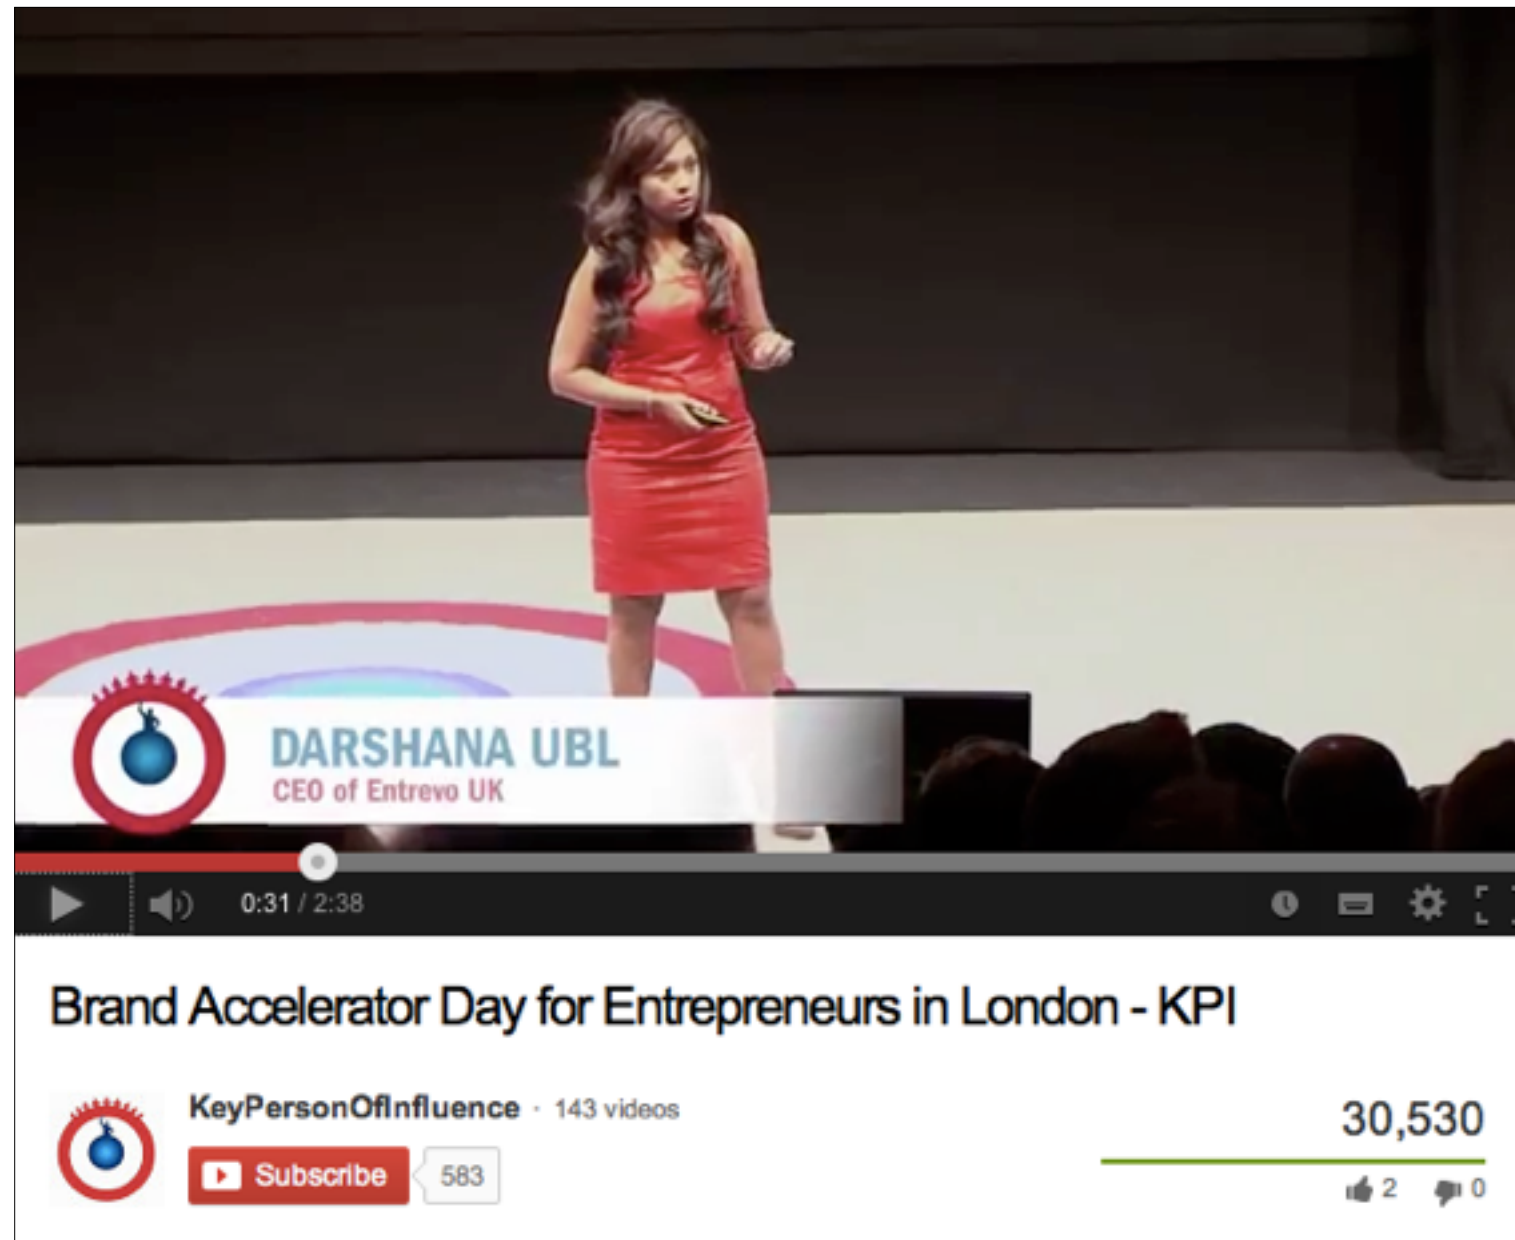 DARSHANA UBL
CEO of Entrevo UK
0:31 / 2:38
Brand Accelerator Day for Entrepreneurs in London - KPI
KeyPersonOfInfluence · 143 videos
Subscribe 583
30,530
2 0